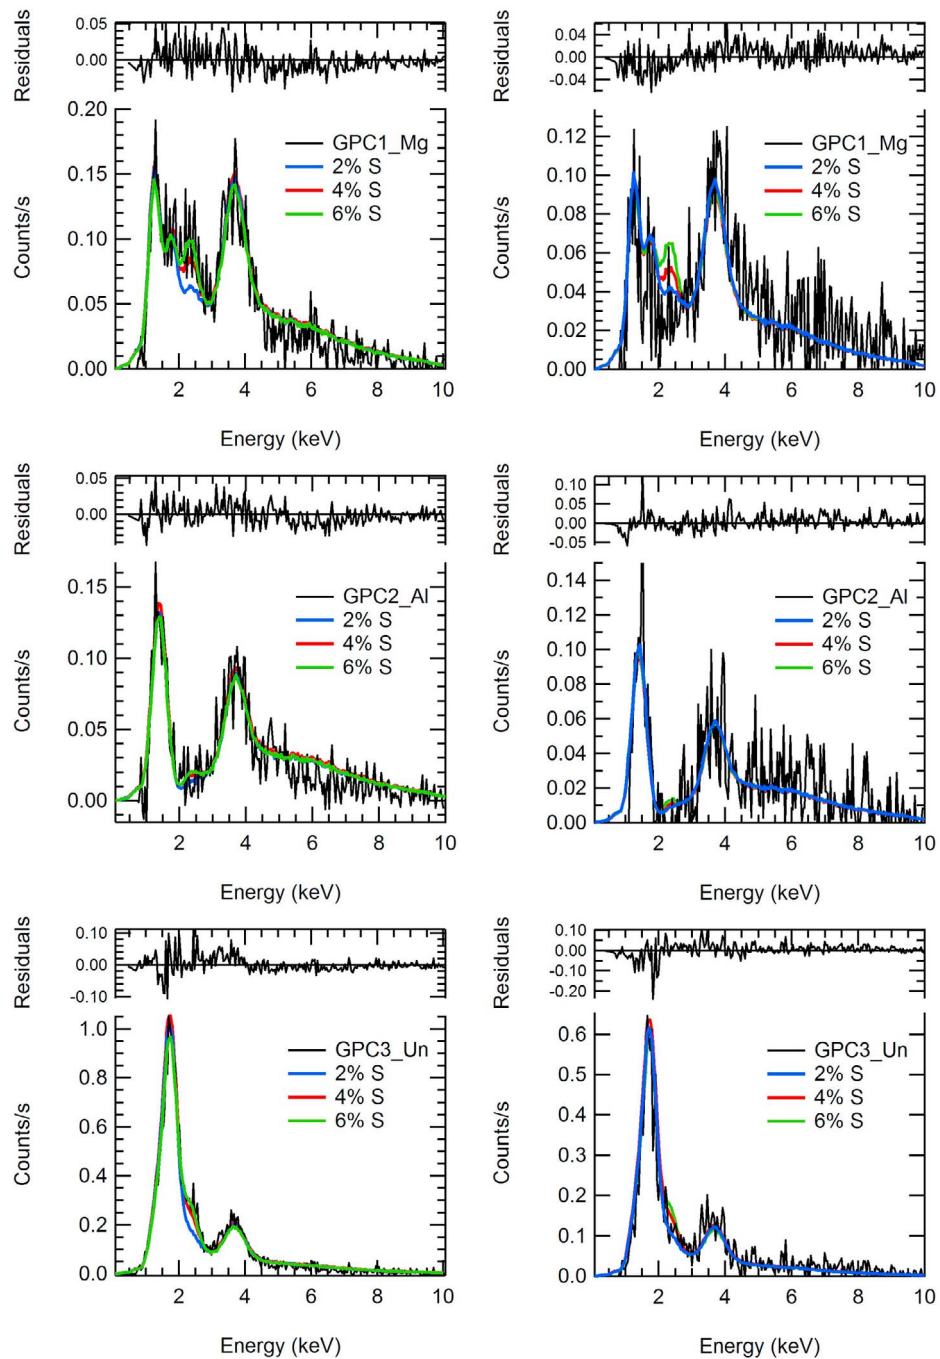 Residuals
0.05
0.00
Counts/s
0.20
0.15
0.10
0.05
0.00
GPC1_Mg
2% S
4% S
6% S
2 4 6 8 10
Energy (keV)
Residuals
0.04
0.00
-0.04
Counts/s
0.12
0.10
0.08
0.06
0.04
0.02
0.00
GPC1_Mg
2% S
4% S
6% S
2 4 6 8 10
Energy (keV)
Residuals
0.05
0.00
Counts/s
0.15
0.10
0.05
0.00
GPC2_Al
2% S
4% S
6% S
2 4 6 8 10
Energy (keV)
Residuals
0.10
0.05
0.00
-0.05
Counts/s
0.14
0.12
0.10
0.08
0.06
0.04
0.02
0.00
GPC2_Al
2% S
4% S
6% S
2 4 6 8 10
Energy (keV)
Residuals
0.10
0.00
-0.10
Counts/s
1.0
0.8
0.6
0.4
0.2
0.0
GPC3_Un
2% S
4% S
6% S
2 4 6 8 10
Energy (keV)
Residuals
0.10
0.00
-0.10
-0.20
Counts/s
0.6
0.5
0.4
0.3
0.2
0.1
0.0
GPC3_Un
2% S
4% S
6% S
2 4 6 8 10
Energy (keV)